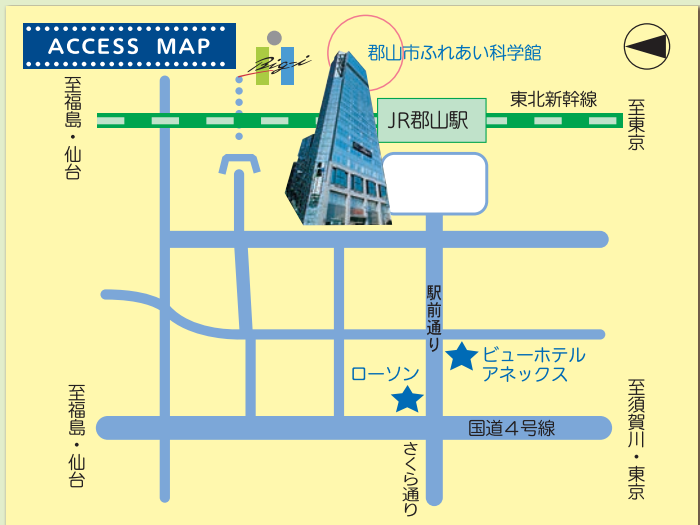 ACCESS MAP
Big-i
郡山市ふれあい科学館
至福島・仙台
東北新幹線
JR郡山駅
至東京
駅前通り
ビューホテル
アネックス
ローソン
至福島・仙台
国道4号線
至須賀川・東京
さくら通り